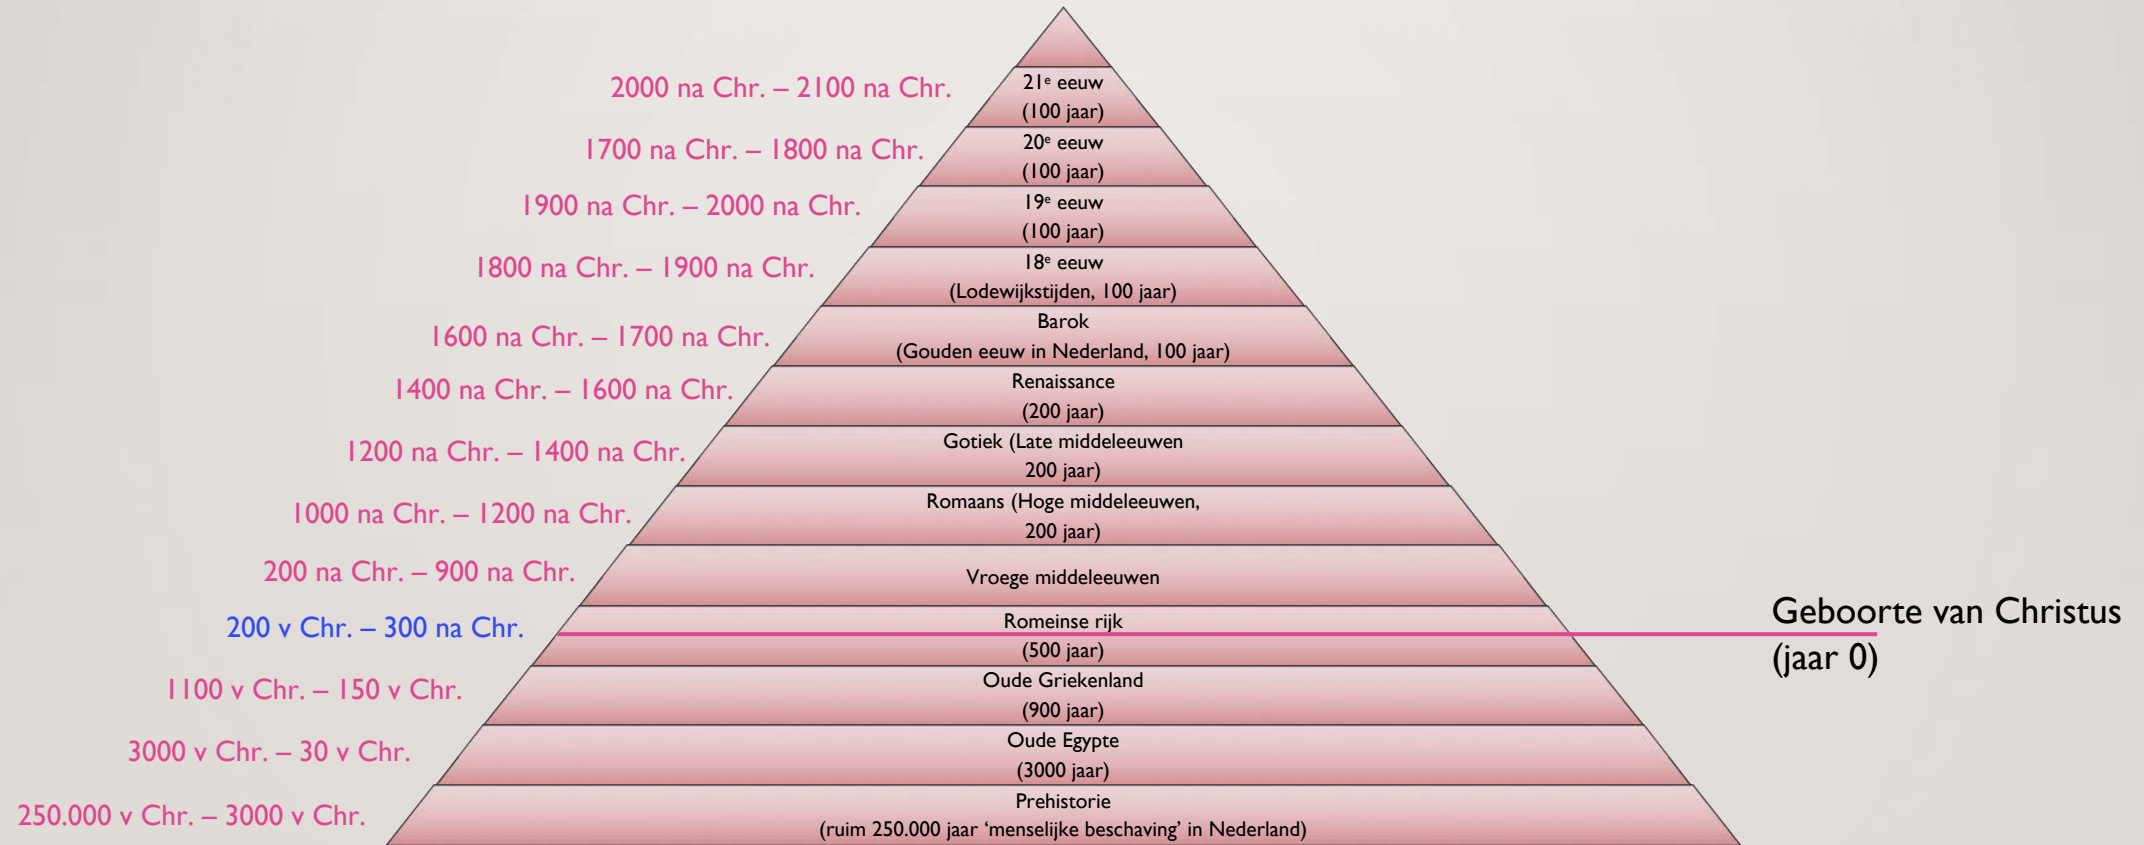 2000 na Chr. – 2100 na Chr.
21e eeuw
(100 jaar)
1700 na Chr. – 1800 na Chr.
20e eeuw
(100 jaar)
1900 na Chr. – 2000 na Chr.
19e eeuw
(100 jaar)
1800 na Chr. – 1900 na Chr.
18e eeuw
(Lodewijkstijden, 100 jaar)
1600 na Chr. – 1700 na Chr.
Barok
(Gouden eeuw in Nederland, 100 jaar)
1400 na Chr. – 1600 na Chr.
Renaissance
(200 jaar)
1200 na Chr. – 1400 na Chr.
Gotiek (Late middeleeuwen
200 jaar)
1000 na Chr. – 1200 na Chr.
Romaans (Hoge middeleeuwen,
200 jaar)
200 na Chr. – 900 na Chr.
Vroege middeleeuwen
200 v Chr. – 300 na Chr.
Romeinse rijk
(500 jaar)
Geboorte van Christus
(jaar 0)
1100 v Chr. – 150 v Chr.
Oude Griekenland
(900 jaar)
3000 v Chr. – 30 v Chr.
Oude Egypte
(3000 jaar)
250.000 v Chr. – 3000 v Chr.
Prehistorie
(ruim 250.000 jaar ‘menselijke beschaving’ in Nederland)